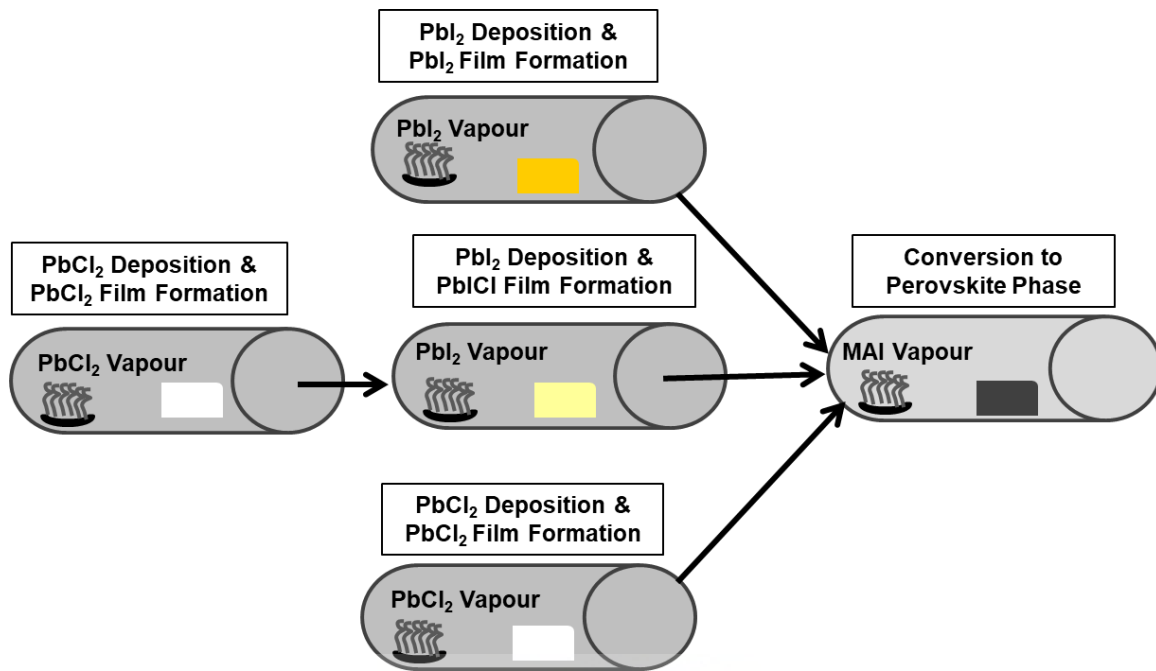 PbI₂ Deposition &
PbI₂ Film Formation
PbI₂ Vapour
PbCl₂ Deposition &
PbCl₂ Film Formation
PbCl₂ Vapour
PbI₂ Deposition &
PbICl Film Formation
PbI₂ Vapour
Conversion to
Perovskite Phase
MAI Vapour
PbCl₂ Deposition &
PbCl₂ Film Formation
PbCl₂ Vapour